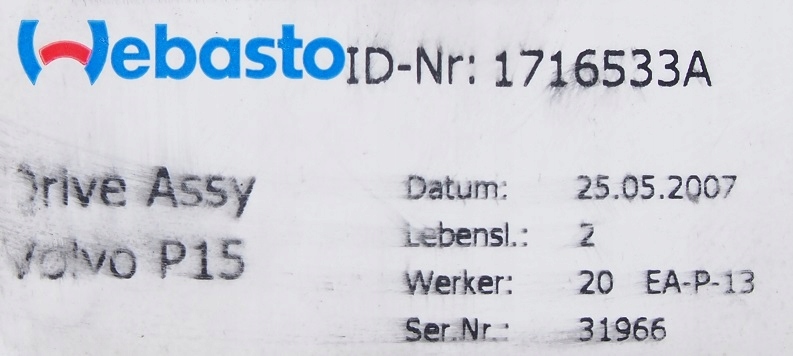 Webasto ID-Nr: 1716533A
Drive Assy
Volvo P15
Datum: 25.05.2007
Lebensl.: 2
Werker: 20 EA-P-13
Ser.Nr.: 31966